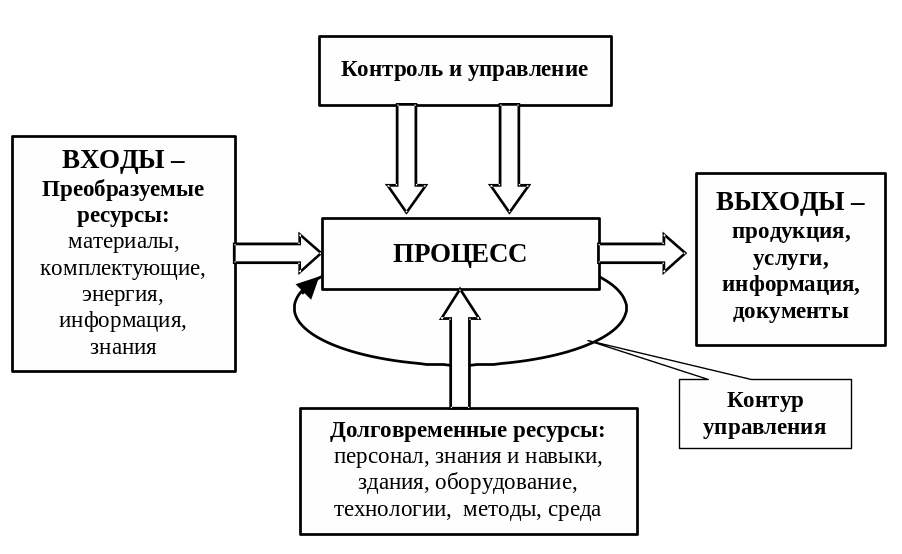 Контроль и управление
ВХОДЫ –
Преобразуемые
ресурсы:
материалы,
комплектующие,
энергия,
информация,
знания
ПРОЦЕСС
ВЫХОДЫ –
продукция,
услуги,
информация,
документы
Контур
управления
Долговременные ресурсы:
персонал, знания и навыки,
здания, оборудование,
технологии, методы, среда